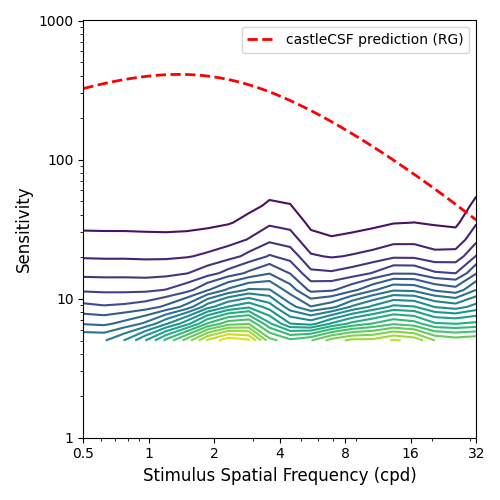 1000
castleCSF prediction (RG)
100
Sensitivity
10
1
0.5 1 2 4 8 16 32
Stimulus Spatial Frequency (cpd)